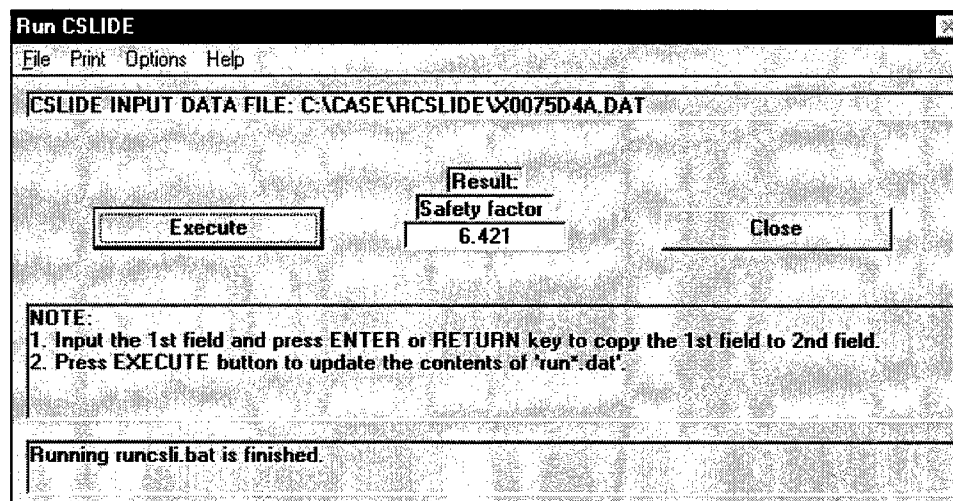 Run CSLIDE
File Print Options Help
CSLIDE INPUT DATA FILE: C:\CASE\RCSLIDE\X0075D4A.DAT
Result:
Safety factor
Execute
6.421
Close
NOTE:
1. Input the 1st field and press ENTER or RETURN key to copy the 1st field to 2nd field.
2. Press EXECUTE button to update the contents of 'run*.dat'.
Running runcsli.bat is finished.